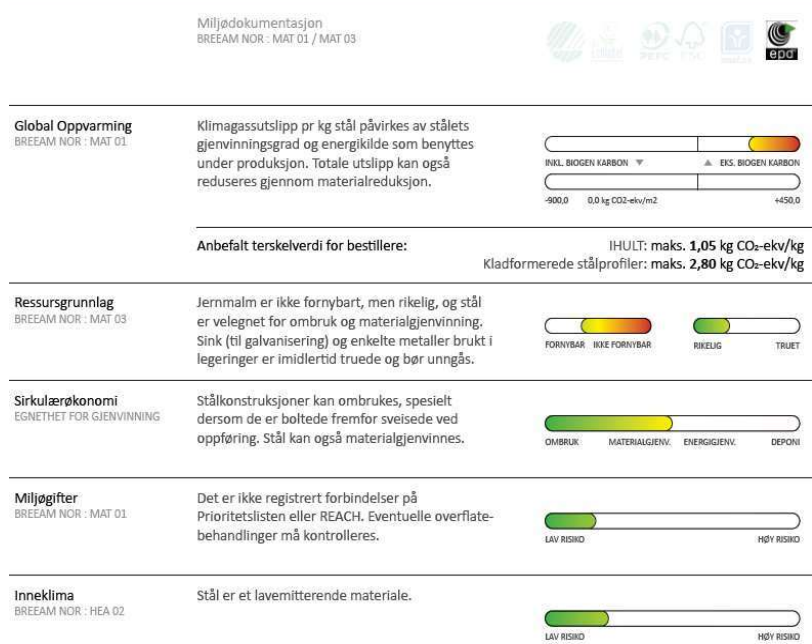 Miljødokumentasjon
BREEAM NOR : MAT 01 / MAT 03
PEFC
epd
Global Oppvarming
BREEAM NOR : MAT 01
Klimagassutslipp pr kg stål påvirkes av stålets
gjenvinningsgrad og energikilde som benyttes
under produksjon. Totale utslipp kan også
reduseres gjennom materialreduksjon.
INKL. BIOGEN KARBON ▼ ▲ EKS. BIOGEN KARBON
-900,0 0,0 kg CO2-ekv/m2 +450,0
Anbefalt terskelverdi for bestillere:
IHULT: maks. 1,05 kg CO₂-ekv/kg
Kladformerede stålprofiler: maks. 2,80 kg CO₂-ekv/kg
Ressursgrunnlag
BREEAM NOR : MAT 03
Jernmalm er ikke fornybart, men rikelig, og stål
er velegnet for ombruk og materialgjenvinning.
Sink (til galvanisering) og enkelte metaller brukt i
legeringer er imidlertid truede og bør unngås.
FORNYBAR IKKE FORNYBAR
RIKELIG TRUET
Sirkulærøkonomi
EGNETHET FOR GJENVINNING
Stålkonstruksjoner kan ombrukes, spesielt
dersom de er boltede fremfor sveisede ved
oppføring. Stål kan også materialgjenvinnes.
OMBRUK MATERIALGJENV. ENERGIGJENV. DEPONI
Miljøgifter
BREEAM NOR : MAT 01
Det er ikke registrert forbindelser på
Prioritetslisten eller REACH. Eventuelle overflate-
behandlinger må kontrolleres.
LAV RISIKO HØY RISIKO
Inneklima
BREEAM NOR : HEA 02
Stål er et lavemitterende materiale.
LAV RISIKO HØY RISIKO